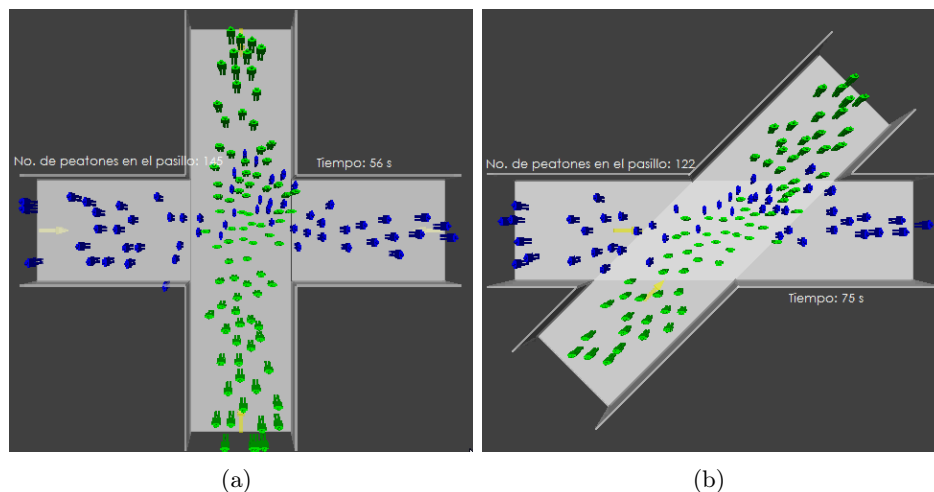 No. de peatones en el pasillo: 145
Tiempo: 56 s
No. de peatones en el pasillo: 122
Tiempo: 75 s
(a)
(b)